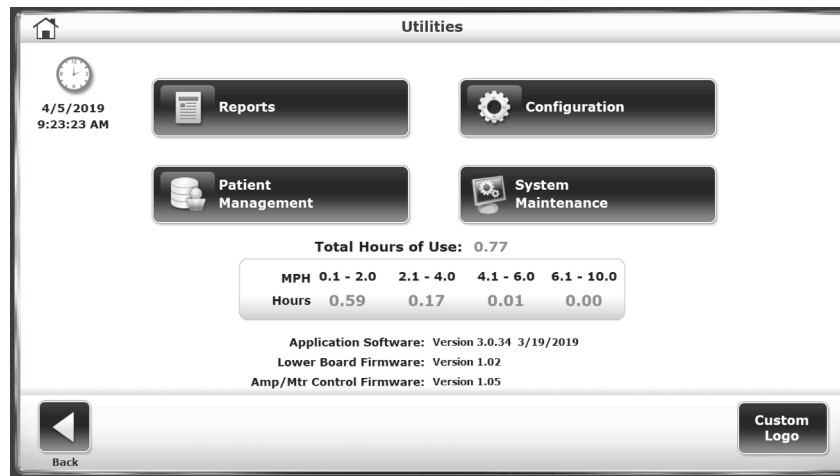 Utilities
4/5/2019
9:23:23 AM
Reports
Configuration
Patient
Management
System
Maintenance
Total Hours of Use: 0.77
MPH 0.1 - 2.0 2.1 - 4.0 4.1 - 6.0 6.1 - 10.0
Hours 0.59 0.17 0.01 0.00
Application Software: Version 3.0.34 3/19/2019
Lower Board Firmware: Version 1.02
Amp/Mtr Control Firmware: Version 1.05
Back
Custom
Logo